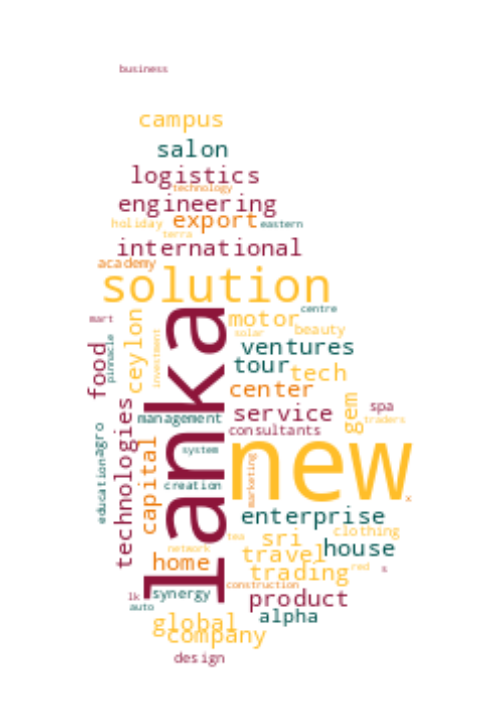 business
campus
salon
logistics
technology
engineering
holiday export eastern
terra
international
academy
solution
centre
mart
motor
solar beauty
lanka
ceylon
investment
pinnacle
food
ventures
tour
tech
center
gem
spa
service
management
traders
consultants
technologies
capital
agro
education
system
new
marketing
creation
x
enterprise
tea
sri
clothing
network
travel
house
home
trading
red
s
construction
lk
synergy
product
auto
alpha
global
company
design